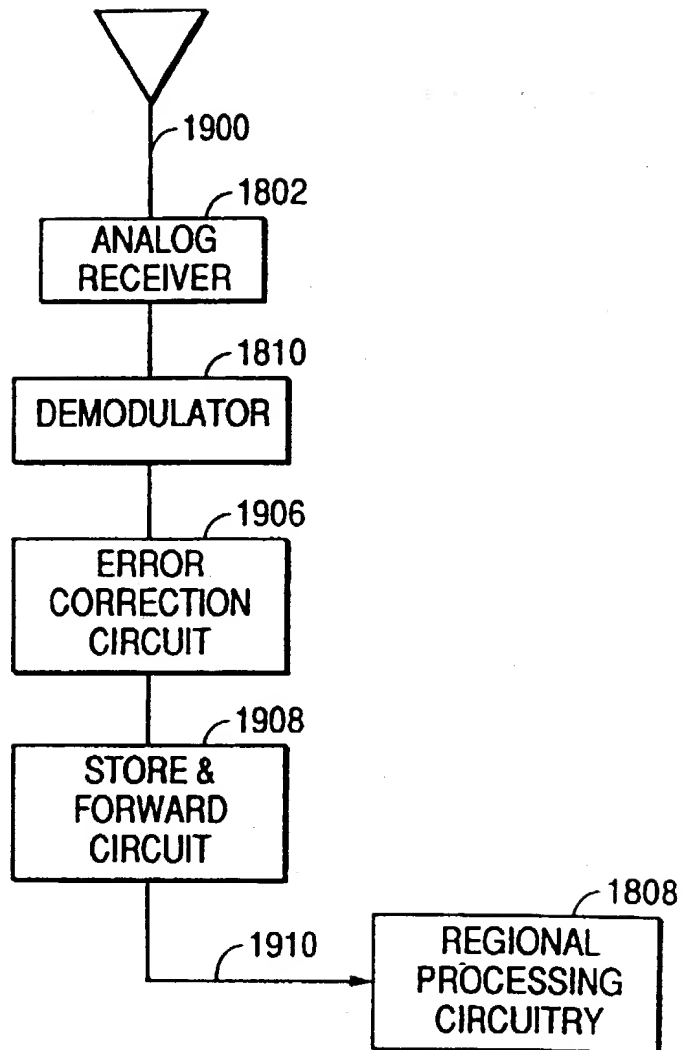 1900
1802
ANALOG
RECEIVER
1810
DEMODULATOR
1906
ERROR
CORRECTION
CIRCUIT
1908
STORE &
FORWARD
CIRCUIT
1910
1808
REGIONAL
PROCESSING
CIRCUITRY